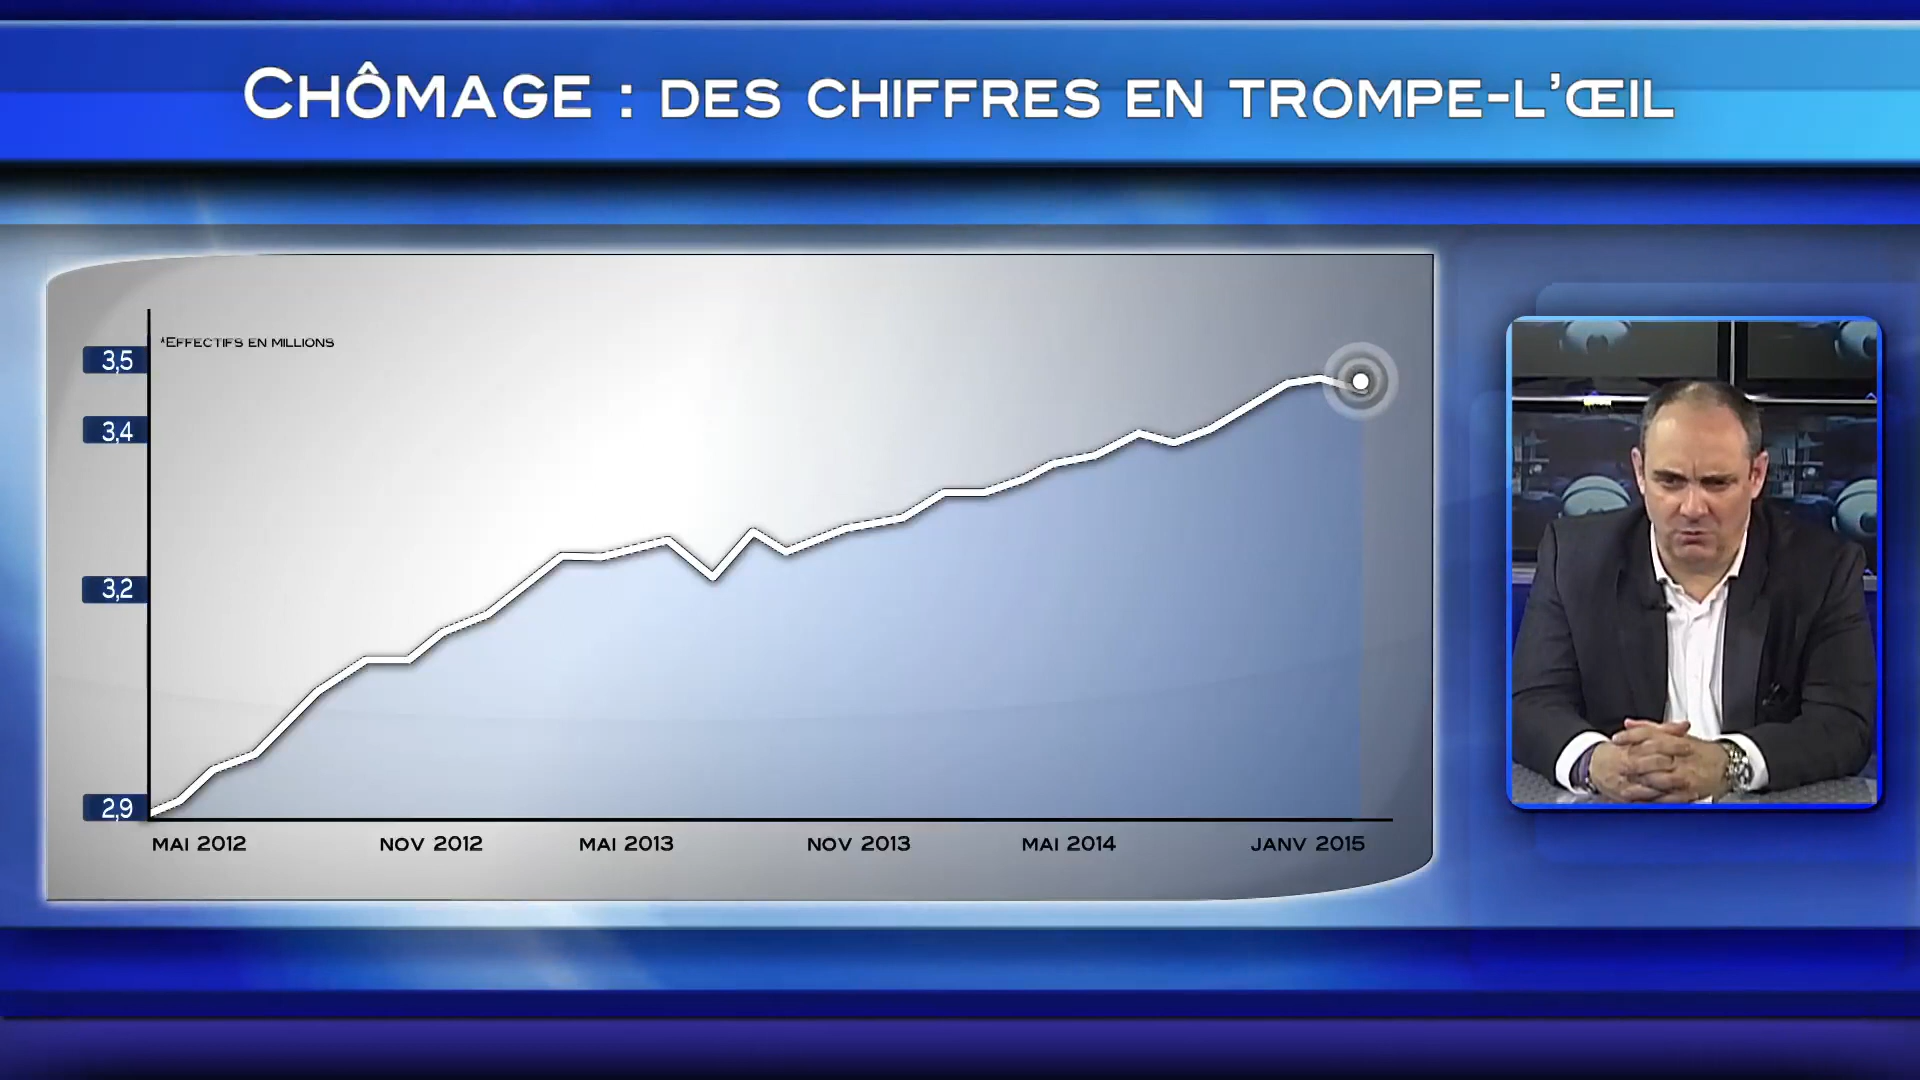 CHÔMAGE : DES CHIFFRES EN TROMPE-L'ŒIL
*EFFECTIFS EN MILLIONS
3,5
3,4
3,2
2,9
MAI 2012 NOV 2012 MAI 2013 NOV 2013 MAI 2014 JANV 2015